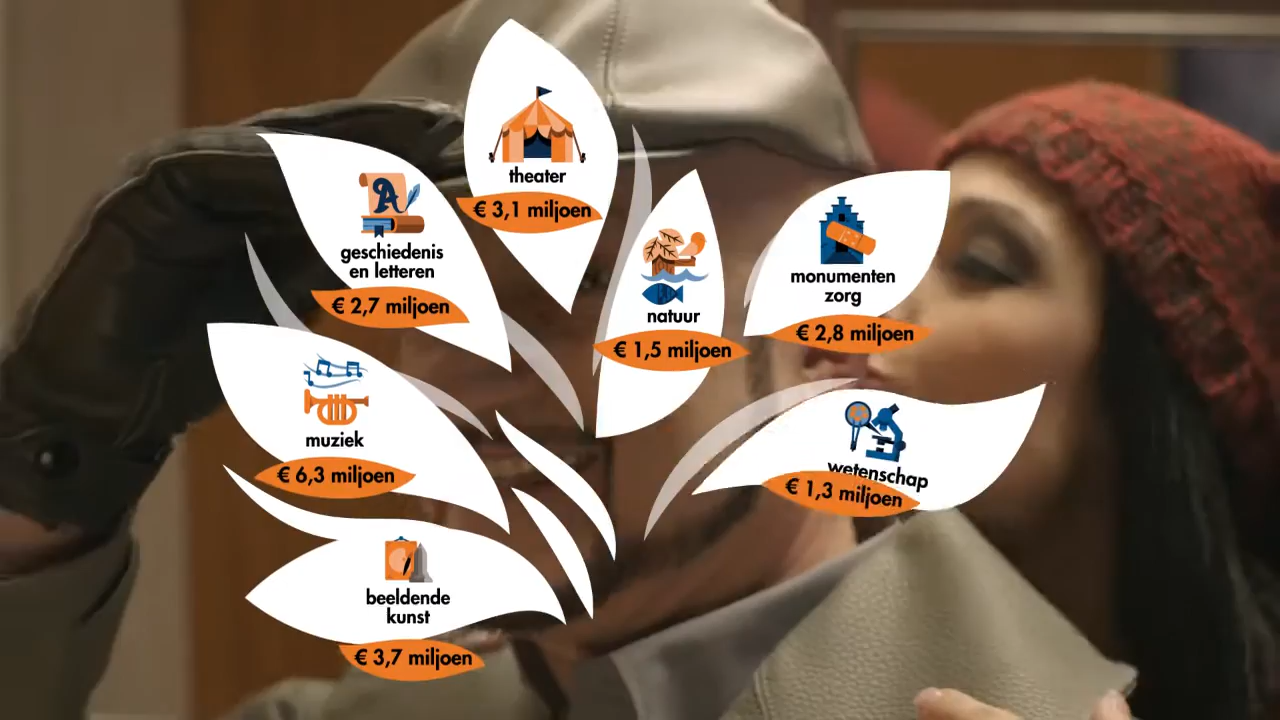 theater
€ 3,1 miljoen
geschiedenis
en letteren
€ 2,7 miljoen
natuur
€ 1,5 miljoen
monumenten
zorg
€ 2,8 miljoen
muziek
€ 6,3 miljoen
wetenschap
€ 1,3 miljoen
beeldende
kunst
€ 3,7 miljoen